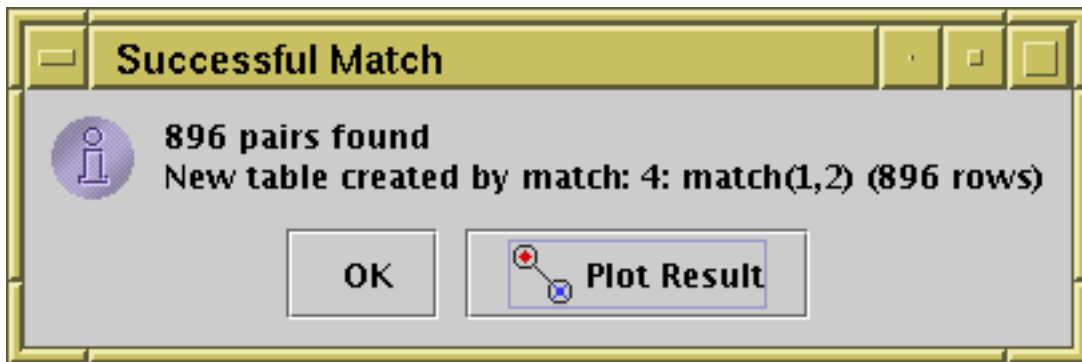 Successful Match
896 pairs found
New table created by match: 4: match(1,2) (896 rows)
OK
Plot Result